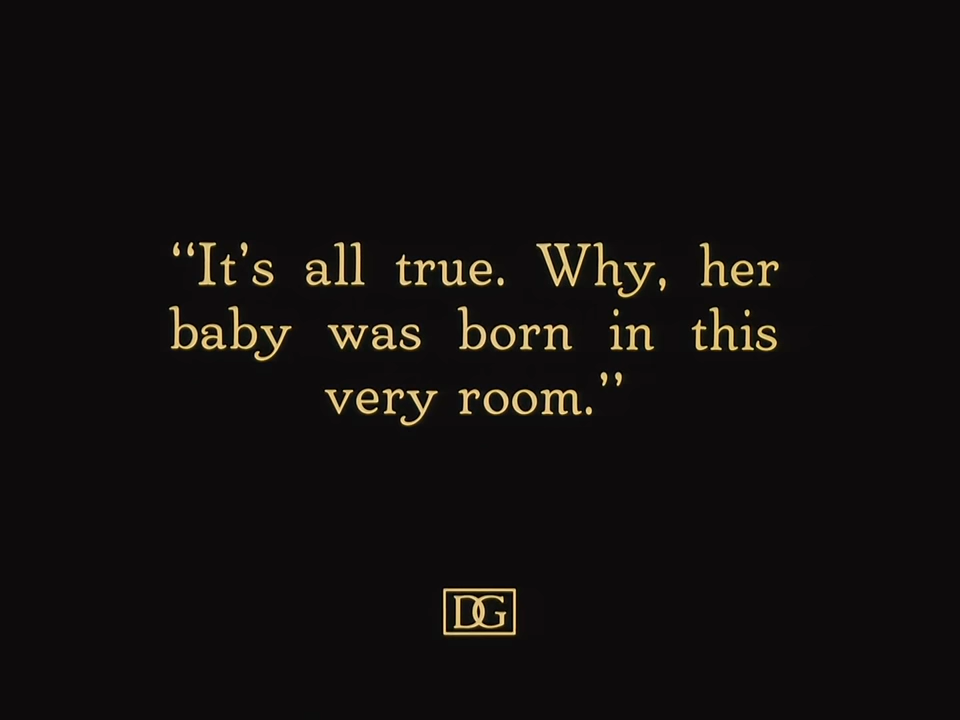 “It’s all true. Why, her
baby was born in this
very room.”
DG